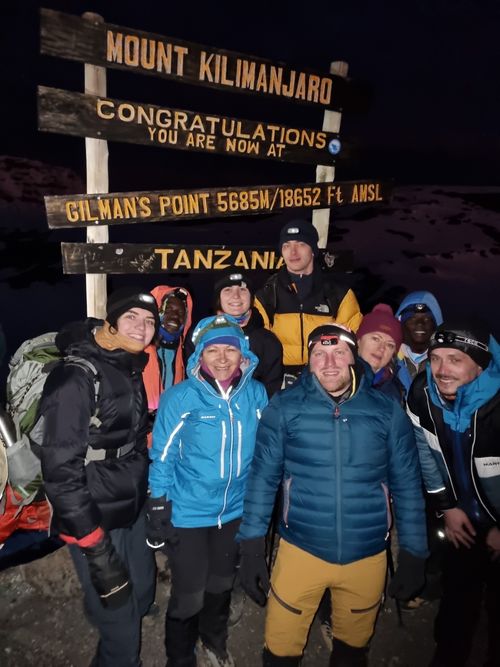 MOUNT KILIMANJARO
CONGRATULATIONS
YOU ARE NOW AT
GILMAN'S POINT 5685M/18652 Ft AMSL
TANZANIA